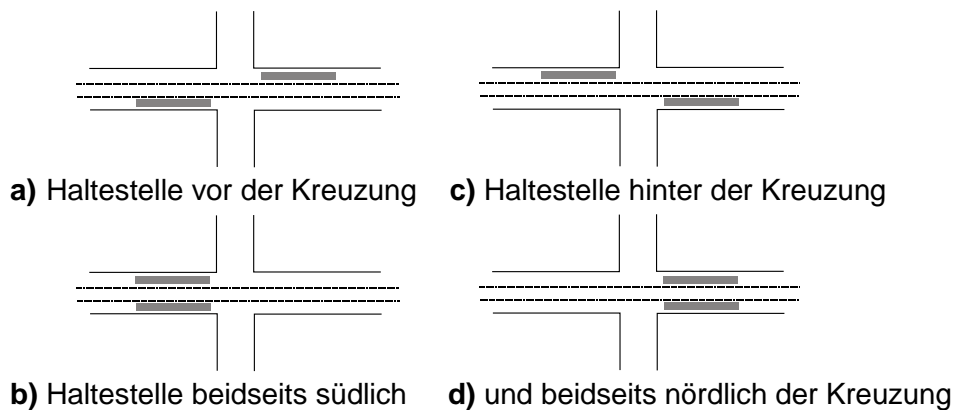 a) Haltestelle vor der Kreuzung
c) Haltestelle hinter der Kreuzung
b) Haltestelle beidseits südlich
d) und beidseits nördlich der Kreuzung